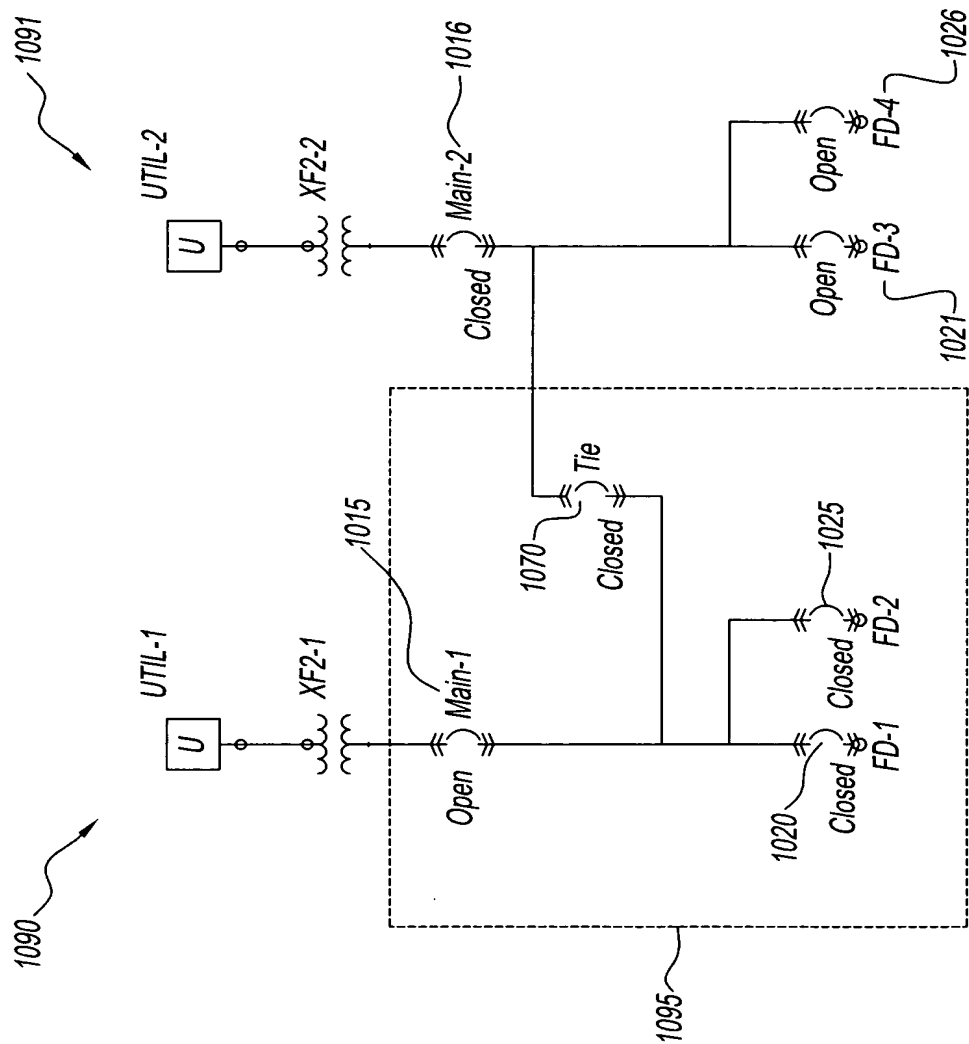 1090
1091
UTIL-1
UTIL-2
U
U
XF2-1
XF2-2
1015
1016
Main-1
Main-2
Open
Closed
1070
Tie
Closed
1020
1025
Closed
Closed
Open
Open
FD-1
FD-2
FD-3
FD-4
1095
1021
1026